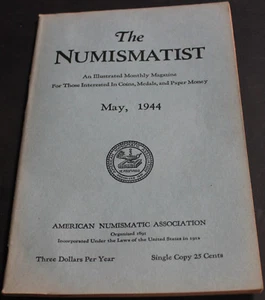 The
NUMISMATIST
An Illustrated Monthly Magazine
For Those Interested In Coins, Medals, and Paper Money
May, 1944
AMERICAN NUMISMATIC ASSOCIATION
Organized 1891
Incorporated Under the Laws of the United States in 1912
Three Dollars Per Year Single Copy 25 Cents